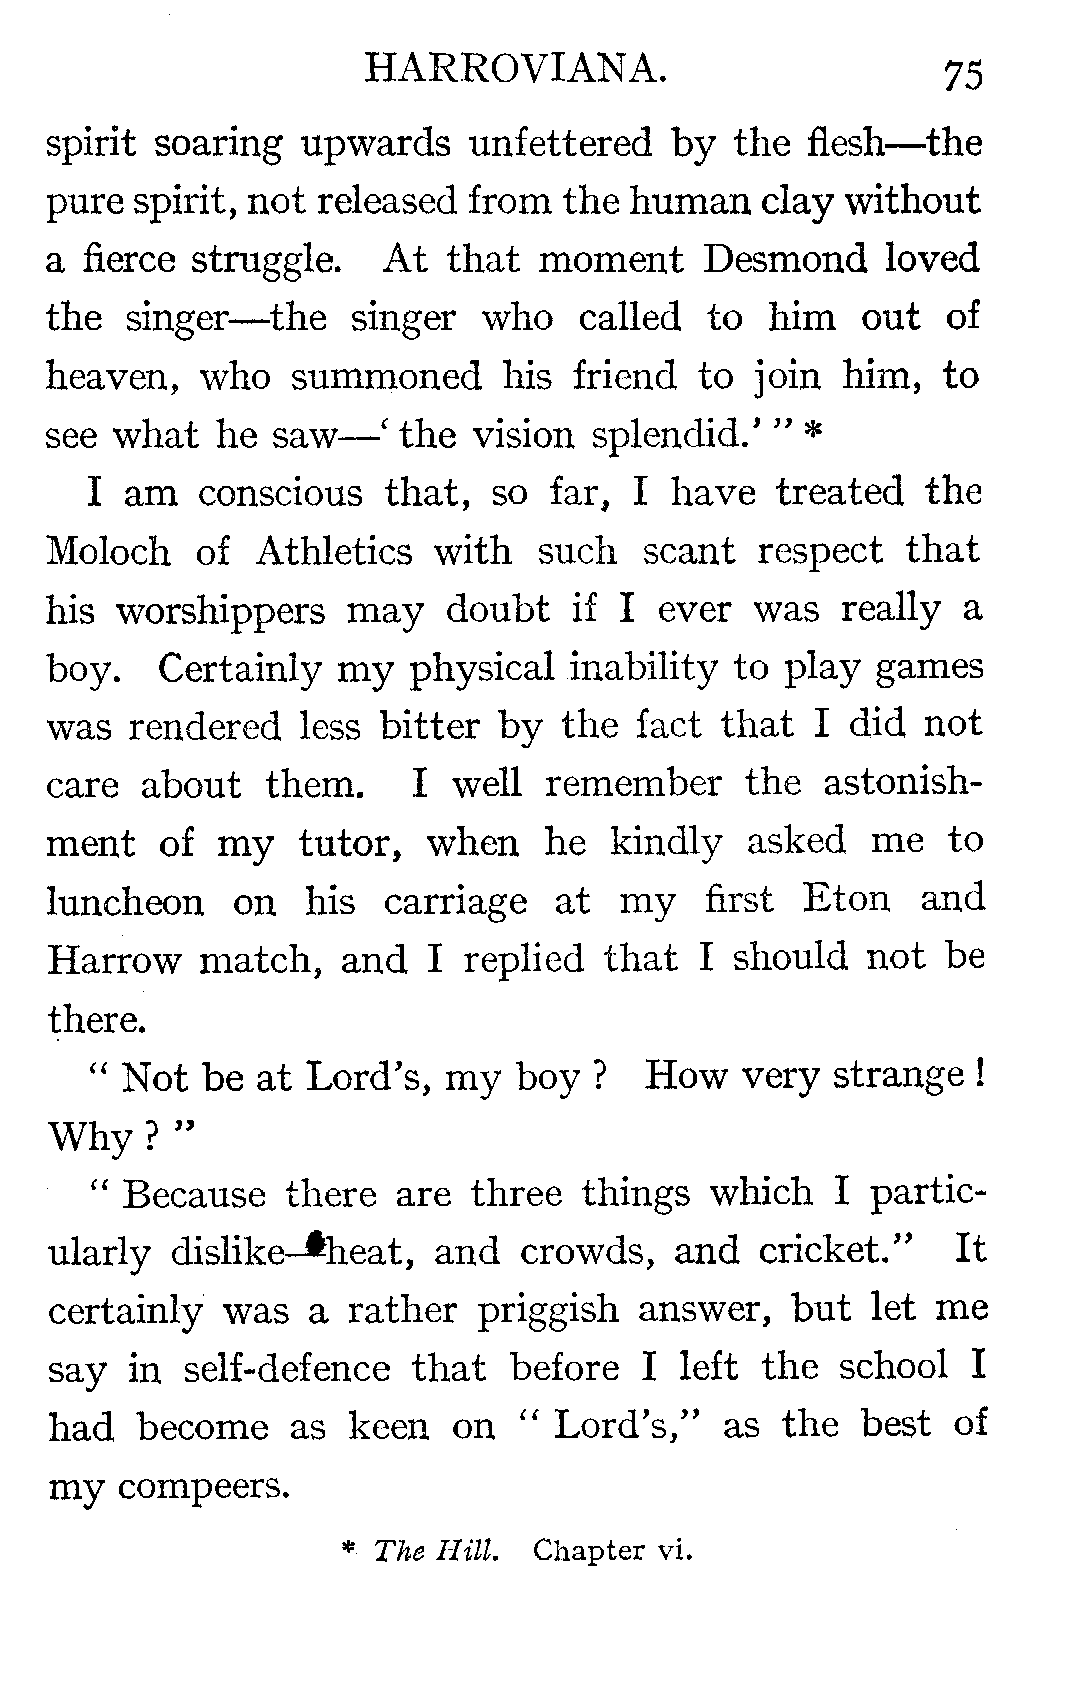 HARROVIANA. 75
spirit soaring upwards unfettered by the flesh—the
pure spirit, not released from the human clay without
a fierce struggle. At that moment Desmond loved
the singer—the singer who called to him out of
heaven, who summoned his friend to join him, to
see what he saw—‘ the vision splendid.’ ” *
I am conscious that, so far, I have treated the
Moloch of Athletics with such scant respect that
his worshippers may doubt if I ever was really a
boy. Certainly my physical inability to play games
was rendered less bitter by the fact that I did not
care about them. I well remember the astonish-
ment of my tutor, when he kindly asked me to
luncheon on his carriage at my first Eton and
Harrow match, and I replied that I should not be
there.
“ Not be at Lord’s, my boy ? How very strange !
Why ? ”
“ Because there are three things which I partic-
ularly dislike—heat, and crowds, and cricket.” It
certainly was a rather priggish answer, but let me
say in self-defence that before I left the school I
had become as keen on “ Lord’s,” as the best of
my compeers.
* The Hill. Chapter vi.